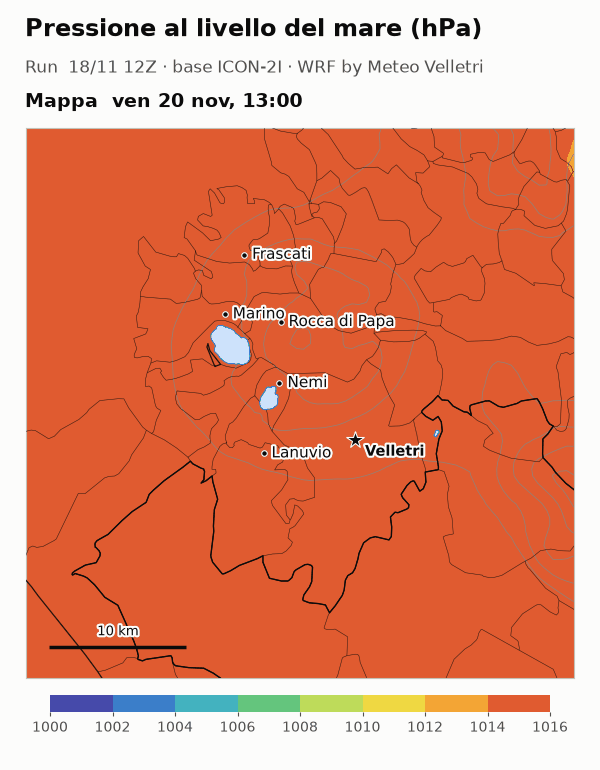 Pressione al livello del mare (hPa)
Run  18/11 12Z · base ICON-2I · WRF by Meteo Velletri
Mappa  ven 20 nov, 13:00
Frascati
Marino
Rocca di Papa
Nemi
Velletri
Lanuvio
10 km
1000 1002 1004 1006 1008 1010 1012 1014 1016